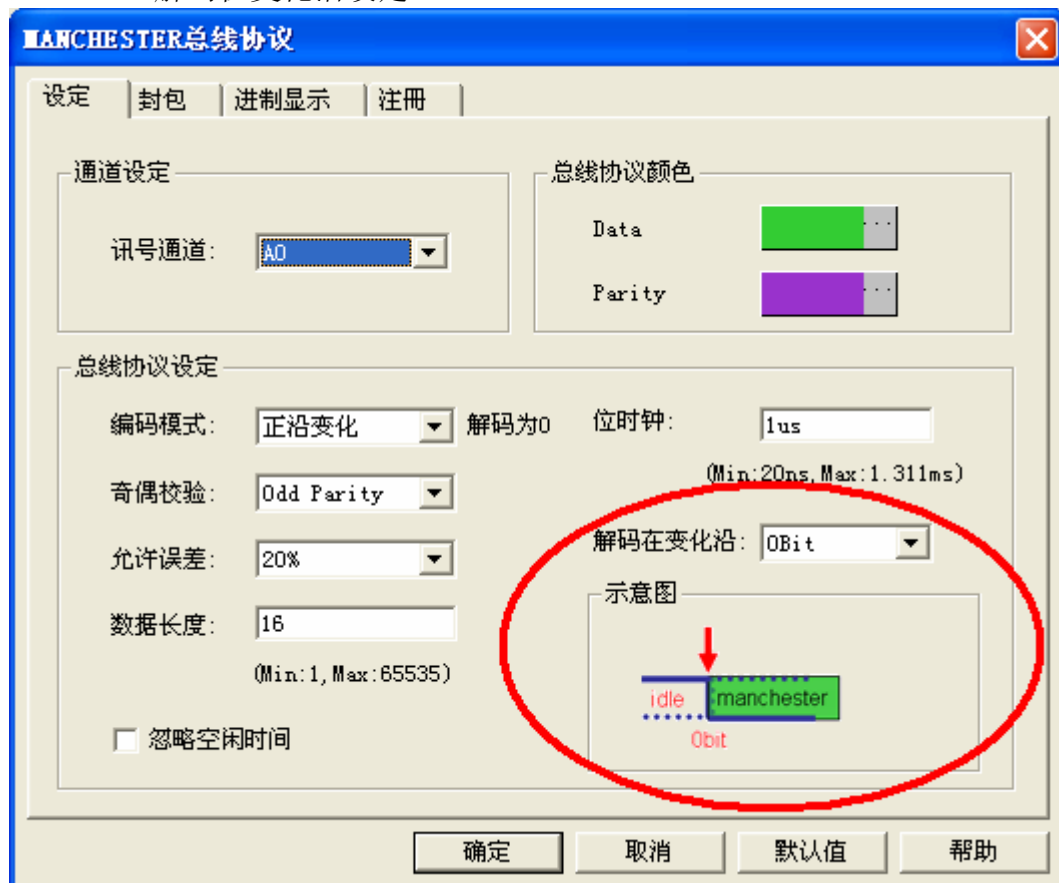 MANCHESTER总线协议
设定 封包 进制显示 注冊
通道设定
讯号通道: A0
总线协议颜色
Data ...
Parity ...
总线协议设定
编码模式: 正沿变化 解码为0
奇偶校验: Odd Parity
允许误差: 20%
数据长度: 16
(Min:1,Max:65535)
忽略空闲时间
位时钟: 1us
(Min:20ns,Max:1.311ms)
解码在变化沿: 0Bit
示意图
idle manchester
0bit
确定 取消 默认值 帮助